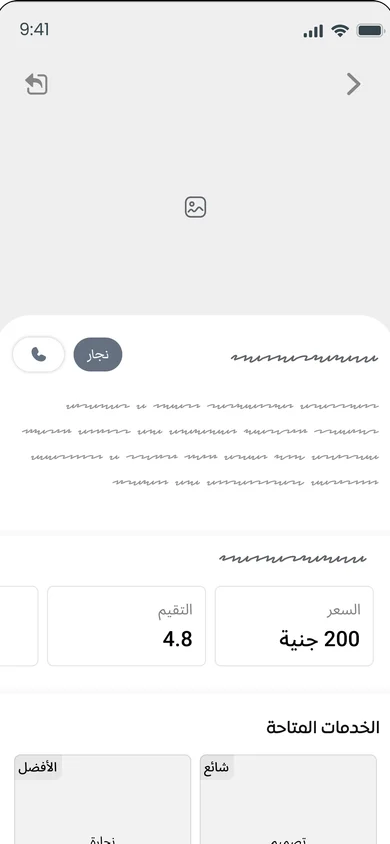 9:41
نجار
السعر
200 جنية
التقيم
4.8
الخدمات المتاحة
شائع
الأفضل